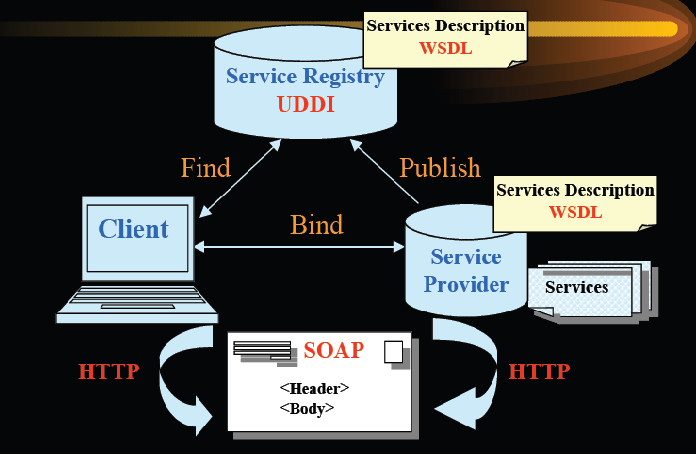 Services Description
WSDL
Service Registry
UDDI
Find
Publish
Services Description
WSDL
Client
Bind
Service
Provider
Services
HTTP
SOAP
HTTP
<Header>
<Body>